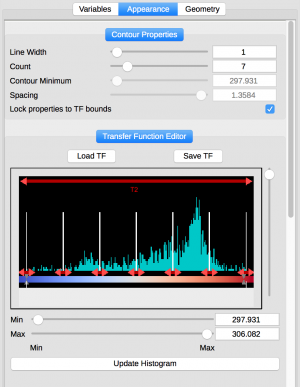 Variables Appearance Geometry
Contour Properties
Line Width 1
Count 7
Contour Minimum 297.931
Spacing 1.3584
Lock properties to TF bounds
Transfer Function Editor
Load TF Save TF
T2
Min 297.931
Max 306.082
Min Max
Update Histogram